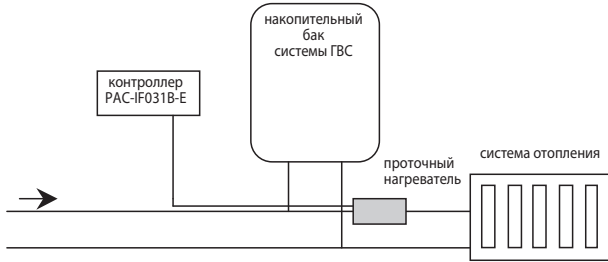 накопительный
бак
системы ГВС
контроллер
PAC-IF031B-E
проточный
нагреватель
система отопления